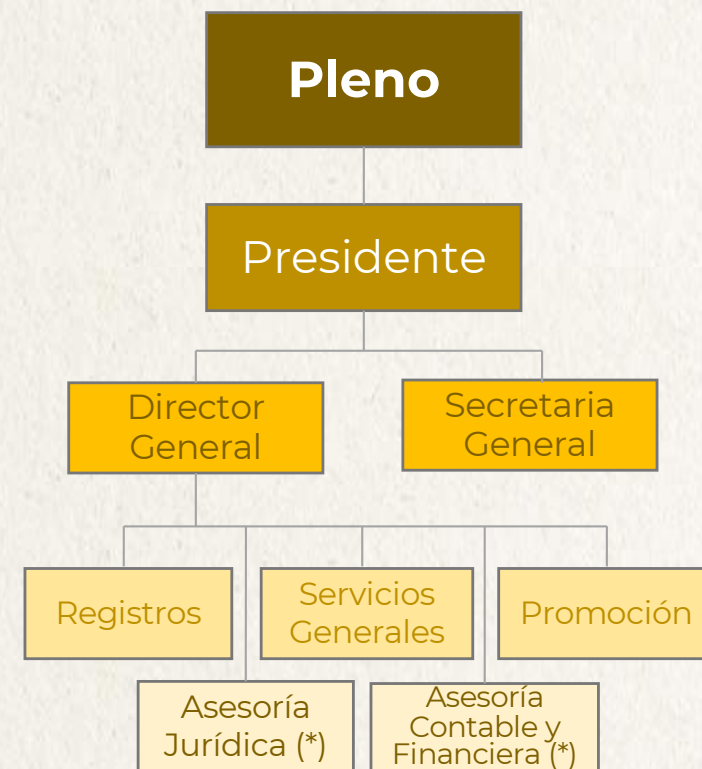 Pleno
Presidente
Director
General
Secretaria
General
Registros
Servicios
Generales
Promoción
Asesoría
Jurídica (*)
Asesoría
Contable y
Financiera (*)